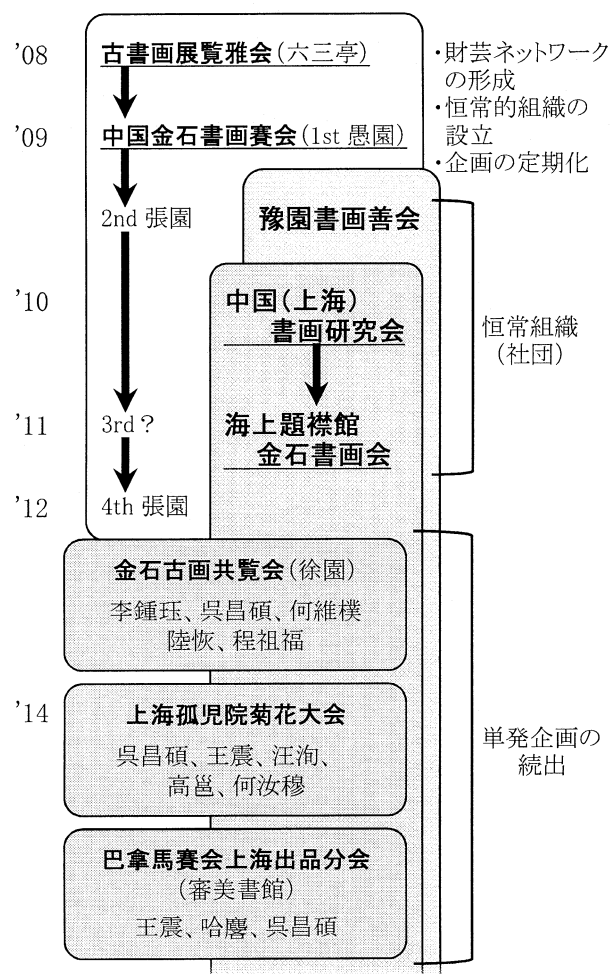 '08
古書画展覧雅会(六三亭)
'09
中国金石書画賽会(1st 愚園)
・財芸ネットワーク
の形成
・恒常的組織の
設立
・企画の定期化
2nd 張園
豫園書画善会
'10
中国(上海)
書画研究会
恒常組織
(社団)
'11
3rd?
海上題襟館
金石書画会
'12
4th 張園
金石古画共覧会(徐園)
李鍾珏、呉昌碩、何維樸
陸恢、程祖福
'14
上海孤児院菊花大会
呉昌碩、王震、汪洵、
高邕、何汝穆
単発企画の
続出
巴拿馬賽会上海出品分会
(審美書館)
王震、哈麐、呉昌碩